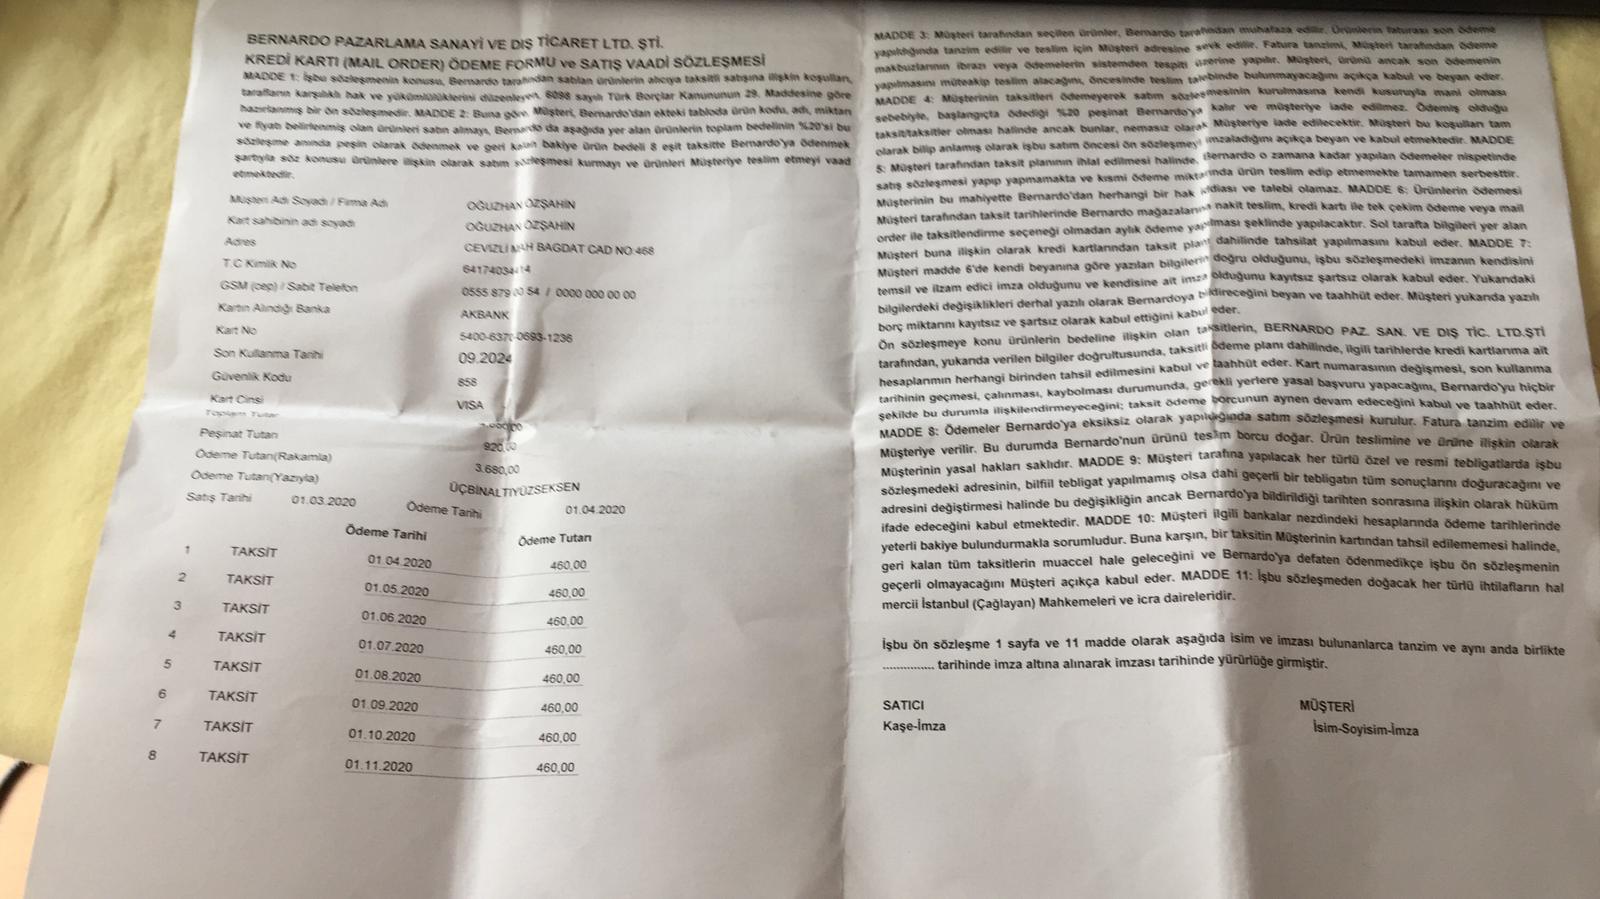 BERNARDO PAZARLAMA SANAYİ VE DIŞ TİCARET LTD. ŞTİ.
KREDİ KARTI (MAIL ORDER) ÖDEME FORMU ve SATIŞ VAADİ SÖZLEŞMESİ
MADDE 1: İşbu sözleşmenin konusu, Bernardo tarafından satılan ürünlerin alıcıya taksitli satışına ilişkin koşulları,
tarafların karşılıklı hak ve yükümlülüklerini düzenleyen, 6098 sayılı Türk Borçlar Kanununun 29. Maddesine göre
hazırlanmış bir ön sözleşmedir. MADDE 2: Buna göre Müşteri, Bernardo'dan ekteki tabloda ürün kodu, adı, miktarı
ve fiyatı belirlenmiş olan ürünleri satın almayı, Bernardo da aşağıda yer alan ürünlerin toplam bedelinin %20'si bu
sözleşme anında peşin olarak ödenmek ve geri kalan bakiye ürün bedeli 8 eşit taksitte Bernardo'ya ödenmek
şartıyla söz konusu ürünlere ilişkin olarak satım sözleşmesi kurmayı ve ürünleri Müşteriye teslim etmeyi vaad
etmektedir.
Müşteri Adı Soyadı / Firma Adı OĞUZHAN ÖZŞAHİN
Kart sahibinin adı soyadı OĞUZHAN ÖZŞAHİN
Adres CEVİZLİ MAH BAGDAT CAD NO 468
T.C Kimlik No 64174034414
GSM (cep) / Sabit Telefon 0555 879 54 / 0000 000 00 00
Kartın Alındığı Banka AKBANK
Kart No 5400-6370-0693-1236
Son Kullanma Tarihi 09.2024
Güvenlik Kodu 858
Kart Cinsi VISA
Toplam Tutar
Peşinat Tutarı 920,00
Ödeme Tutarı(Rakamla) 3.680,00
Ödeme Tutarı(Yazıyla) ÜÇBİNALTIYÜZSEKSEN
Satış Tarihi 01.03.2020 Ödeme Tarihi 01.04.2020
Ödeme Tarihi Ödeme Tutarı
1 TAKSİT 01.04.2020 460,00
2 TAKSİT 01.05.2020 460,00
3 TAKSİT 01.06.2020 460,00
4 TAKSİT 01.07.2020 460,00
5 TAKSİT 01.08.2020 460,00
6 TAKSİT 01.09.2020 460,00
7 TAKSİT 01.10.2020 460,00
8 TAKSİT 01.11.2020 460,00
MADDE 3: Müşteri tarafından seçilen ürünler, Bernardo tarafından muhafaza edilir. Ürünlerin faturası son ödeme
yapıldığında tanzim edilir ve teslim için Müşteri adresine sevk edilir. Fatura tanzimi, Müşteri tarafından ödeme
makbuzlarının ibrazı veya ödemelerin sistemden tespiti üzerine yapılır. Müşteri, ürünü ancak son ödemenin
yapılmasını müteakip teslim alacağını, öncesinde teslim talebinde bulunmayacağını açıkça kabul ve beyan eder.
MADDE 4: Müşterinin taksitleri ödemeyerek satım sözleşmesinin kurulmasına kendi kusuruyla mani olması
sebebiyle, başlangıçta ödediği %20 peşinat Bernardo'ya kalır ve müşteriye iade edilmez. Ödemiş olduğu
taksit/taksitler olması halinde ancak bunlar, nemasız olarak Müşteriye iade edilecektir. Müşteri bu koşulları tam
olarak bilip anlamış olarak işbu satım öncesi ön sözleşmeyi imzaladığını açıkça beyan ve kabul etmektedir. MADDE
5: Müşteri tarafından taksit planının ihlal edilmesi halinde, Bernardo o zamana kadar yapılan ödemeler nispetinde
satış sözleşmesi yapıp yapmamakta ve kısmi ödeme miktarında ürün teslim edip etmemekte tamamen serbesttir.
Müşterinin bu mahiyette Bernardo'dan herhangi bir hak iddiası ve talebi olamaz. MADDE 6: Ürünlerin ödemesi
Müşteri tarafından taksit tarihlerinde Bernardo mağazalarına nakit teslim, kredi kartı ile tek çekim ödeme veya mail
order ile taksitlendirme seçeneği olmadan aylık ödeme yapılması şeklinde yapılacaktır. Sol tarafta bilgileri yer alan
Müşteri buna ilişkin olarak kredi kartlarından taksit planı dahilinde tahsilat yapılmasını kabul eder. MADDE 7:
Müşteri madde 6'de kendi beyanına göre yazılan bilgilerin doğru olduğunu, işbu sözleşmedeki imzanın kendisini
temsil ve ilzam edici imza olduğunu ve kendisine ait imza olduğunu kayıtsız şartsız olarak kabul eder. Yukarıdaki
bilgilerdeki değişiklikleri derhal yazılı olarak Bernardoya bildireceğini beyan ve taahhüt eder. Müşteri yukarıda yazılı
borç miktarını kayıtsız ve şartsız olarak kabul ettiğini kabul eder.
Ön sözleşmeye konu ürünlerin bedeline ilişkin olan taksitlerin, BERNARDO PAZ. SAN. VE DIŞ TİC. LTD.ŞTİ
tarafından, yukarıda verilen bilgiler doğrultusunda, taksitli ödeme planı dahilinde, ilgili tarihlerde kredi kartlarıma ait
hesaplarımın herhangi birinden tahsil edilmesini kabul ve taahhüt eder. Kart numarasının değişmesi, son kullanma
tarihinin geçmesi, çalınması, kaybolması durumunda, gerekli yerlere yasal başvuru yapacağını, Bernardo'yu hiçbir
şekilde bu durumla ilişkilendirmeyeceğini; taksit ödeme borcunun aynen devam edeceğini kabul ve taahhüt eder.
MADDE 8: Ödemeler Bernardo'ya eksiksiz olarak yapıldığında satım sözleşmesi kurulur. Fatura tanzim edilir ve
Müşteriye verilir. Bu durumda Bernardo'nun ürünü teslim borcu doğar. Ürün teslimine ve ürüne ilişkin olarak
Müşterinin yasal hakları saklıdır. MADDE 9: Müşteri tarafına yapılacak her türlü özel ve resmi tebligatlarda işbu
sözleşmedeki adresinin, bilfiil tebligat yapılmamış olsa dahi geçerli bir tebligatın tüm sonuçlarını doğuracağını ve
adresini değiştirmesi halinde bu değişikliğin ancak Bernardo'ya bildirildiği tarihten sonrasına ilişkin olarak hüküm
ifade edeceğini kabul etmektedir. MADDE 10: Müşteri ilgili bankalar nezdindeki hesaplarında ödeme tarihlerinde
yeterli bakiye bulundurmakla sorumludur. Buna karşın, bir taksitin Müşterinin kartından tahsil edilememesi halinde,
geri kalan tüm taksitlerin muaccel hale geleceğini ve Bernardo'ya defaten ödenmedikçe işbu ön sözleşmenin
geçerli olmayacağını Müşteri açıkça kabul eder. MADDE 11: İşbu sözleşmeden doğacak her türlü ihtilafların hal
mercii İstanbul (Çağlayan) Mahkemeleri ve icra daireleridir.
İşbu ön sözleşme 1 sayfa ve 11 madde olarak aşağıda isim ve imzası bulunanlarca tanzim ve aynı anda birlikte
............... tarihinde imza altına alınarak imzası tarihinde yürürlüğe girmiştir.
SATICI MÜŞTERİ
Kaşe-İmza İsim-Soyisim-İmza